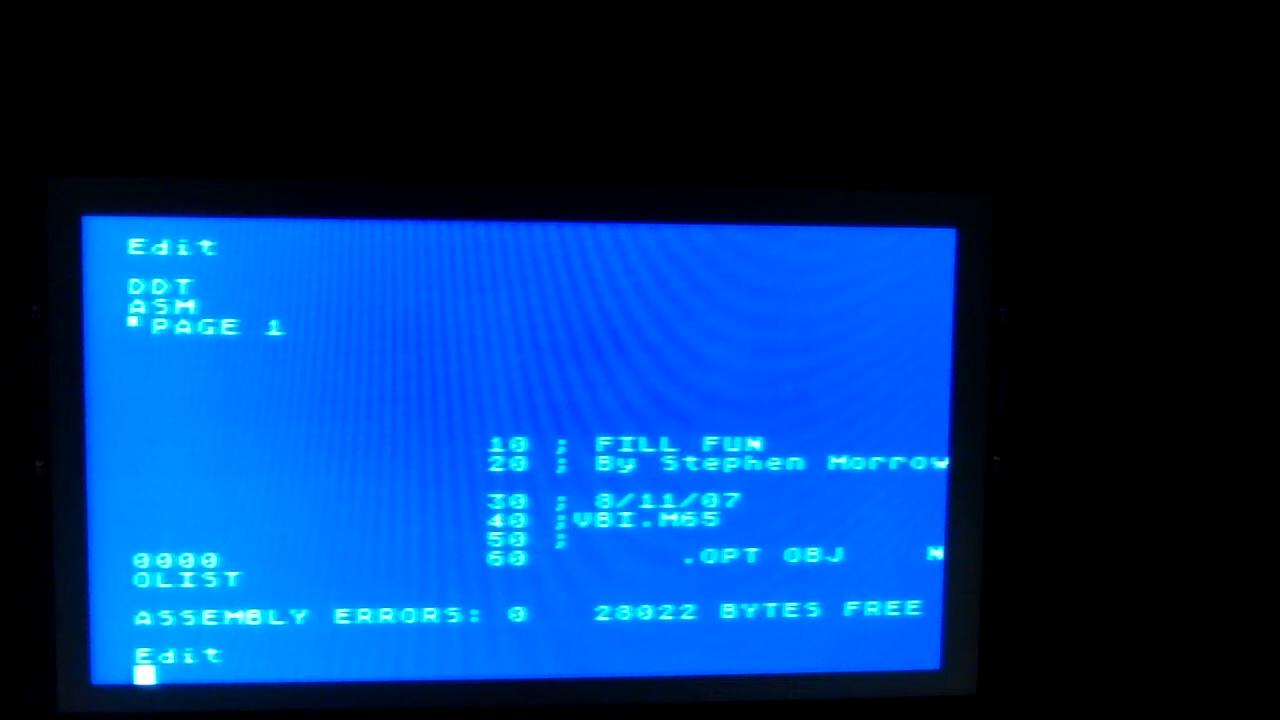 Edit
DDT
ASM
PAGE 1
10 ; FILL FUN
20 ; By Stephen Morrow
30 ; 8/11/07
40 ;VBI.M65
50 ;
0000 60 .OPT OBJ N
OLIST
ASSEMBLY ERRORS: 0 28022 BYTES FREE
Edit